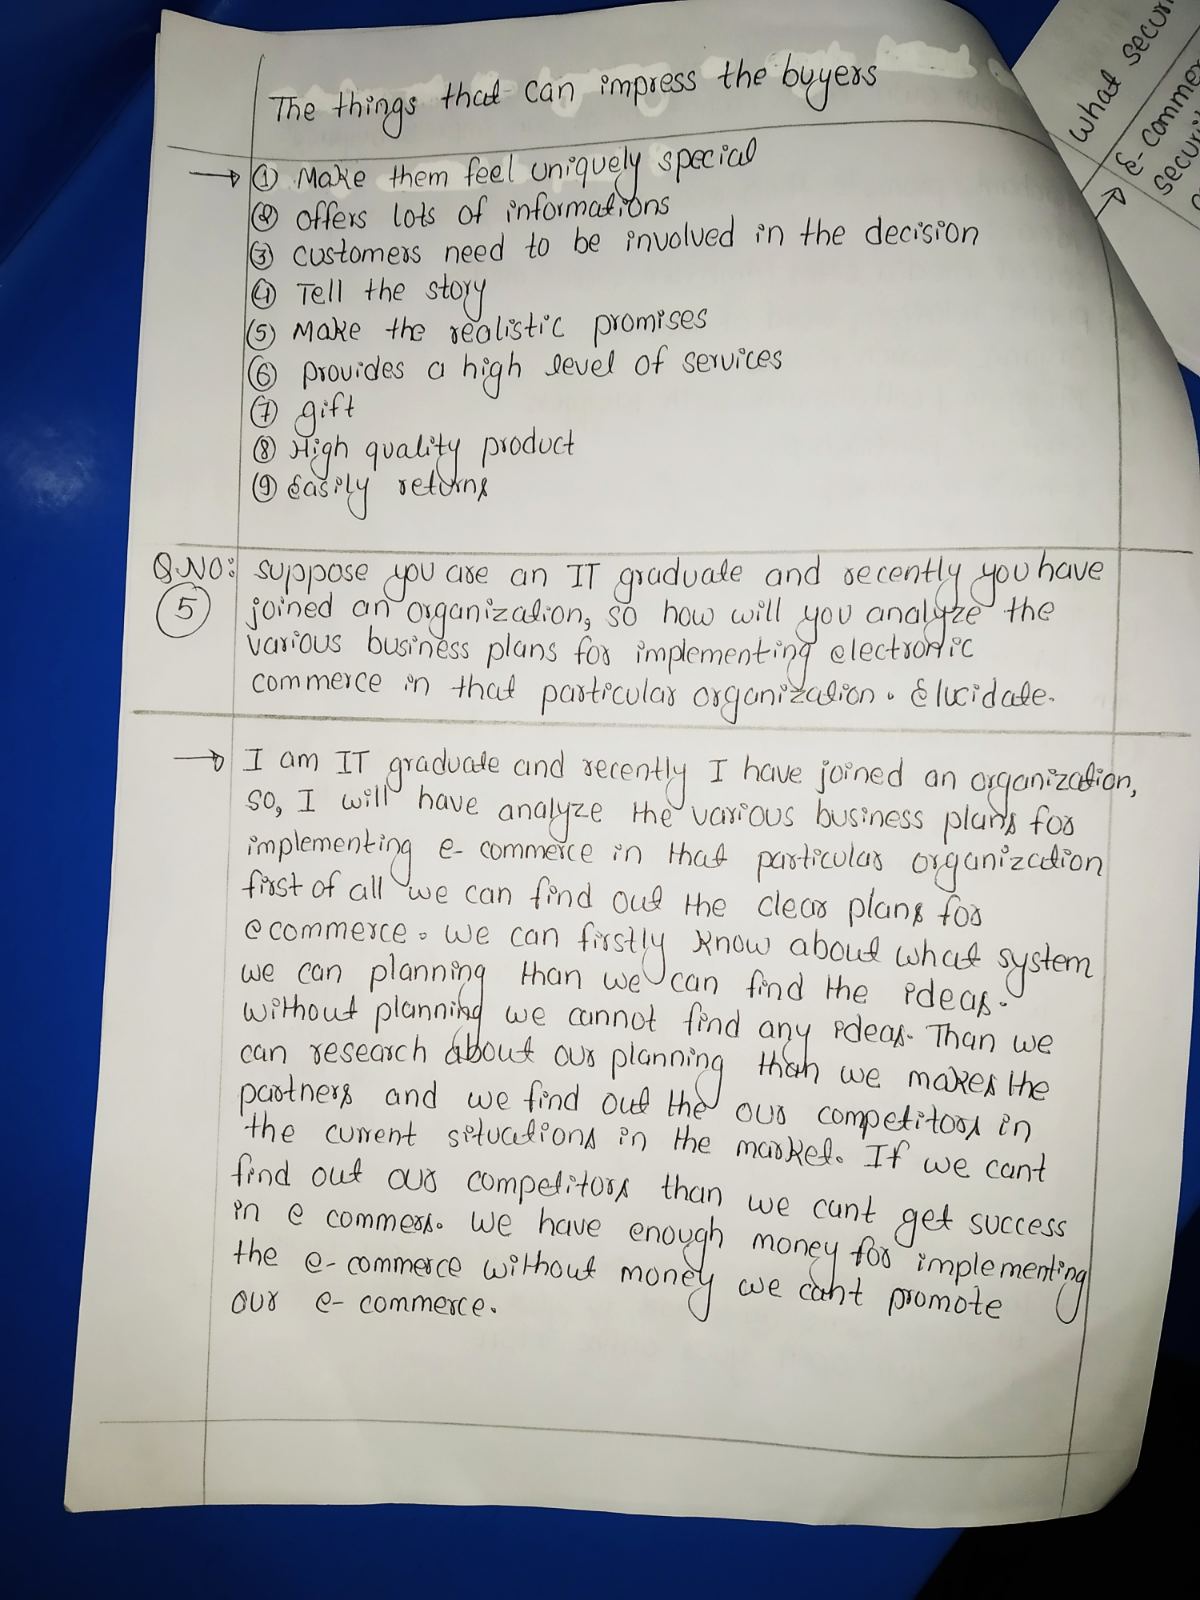 The things that can impress the buyers
→ ① Make them feel uniquely special
② offers lots of informations
③ customers need to be involved in the decision
④ Tell the story
⑤ Make the realistic promises
⑥ provides a high level of services
⑦ gift
⑧ High quality product
⑨ Easily returns
Q.NO: suppose you are an IT graduate and recently you have
5 joined an organization, so how will you analyze the
various business plans for implementing electronic
commerce in that particular organization. Elucidate.
→ I am IT graduate and recently I have joined an organization,
so, I will have analyze the various business plans for
implementing e-commerce in that particular organization
first of all we can find out the clear plans for
ecommerce. we can firstly know about what system
we can planning than we can find the ideas.
without planning we cannot find any ideas. Than we
can research about our planning than we makes the
partners and we find out the our competitors in
the current situations in the market. If we cant
find out our competitors than we cant get success
in e commers. We have enough money for implementing
the e-commerce without money we cant promote
our e-commerce.
What secur
E-commer
secur